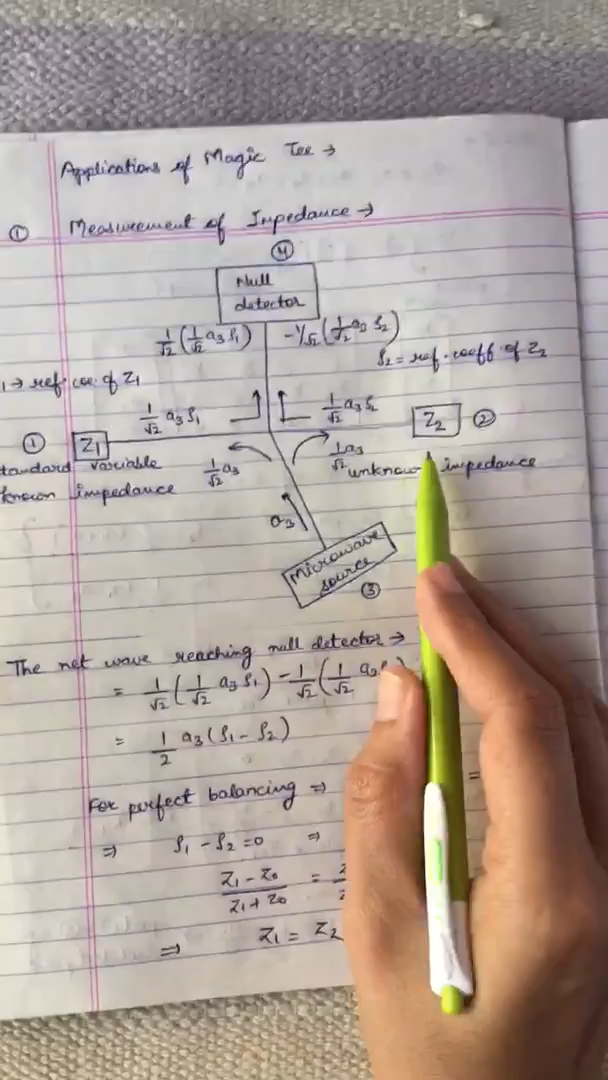 Applications of Magic Tee →
① Measurement of Impedance →
④
Null
detector
1/√2 (1/√2 a3 ρ1)
-1/√2 (1/√2 a3 ρ2)
ρ2 = ref. coeff of Z2
1 → ref coe. of Z1
1/√2 a3 ρ1
1/√2 a3 ρ2
① Z1
Z2 ②
tandard variable
known impedance
1/√2 a3
1/√2 a3
unknown impedance
a3
Microwave
source
③
The net wave reaching null detector →
= 1/√2 (1/√2 a3 ρ1) - 1/√2 (1/√2 a3
= 1/2 a3 (ρ1 - ρ2)
For perfect balancing ⇒ =
⇒ ρ1 - ρ2 = 0 ⇒
Z1 - Z0 / Z1 + Z0 =
⇒ Z1 = Z2